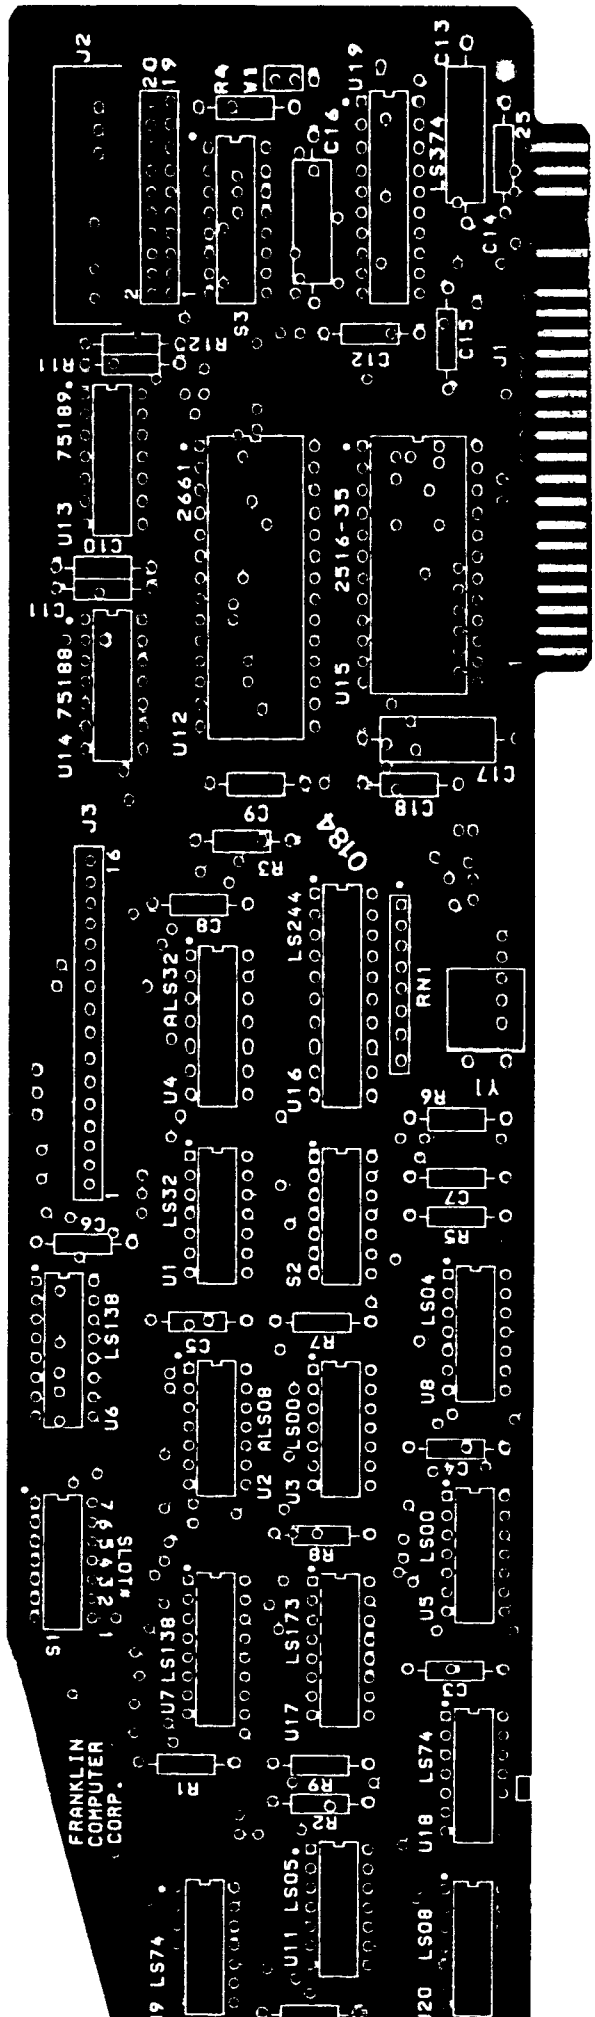 J2
20
19
2
1
R4
W1
S3
C16
U19
LS374
C13
25
C14
C15
J1
C12
R12
R11
75189
U13
C10
C11
75188
U14
2661
U12
2516-35
U15
1
C17
C18
C9
R3
0184
J3
16
1
C8
ALS32
U4
LS244
U16
RN1
Y1
R6
C7
R5
C6
LS32
U1
S2
LS138
U6
C5
R7
LS04
U8
ALS08
U2
LS00
U3
C4
LS00
U5
SLOT#
7 6 5 4 3 2 1
S1
R8
LS138
U7
LS173
U17
LS74
U18
R1
R9
R2
FRANKLIN
COMPUTER
CORP.
LS05
U11
LS74
LS08